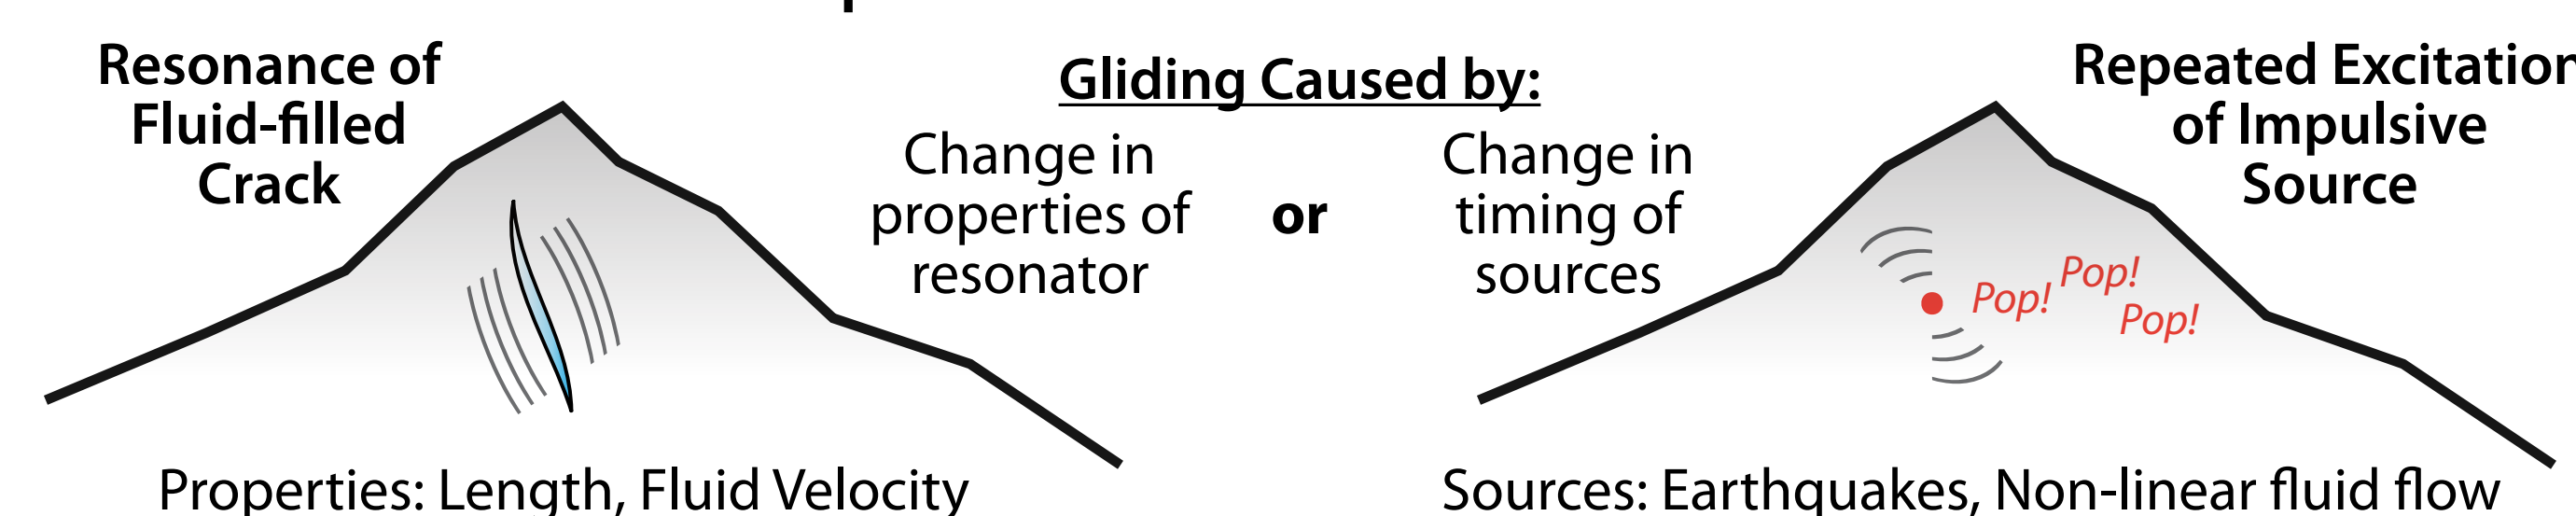 Resonance of
Fluid-filled
Crack
Gliding Caused by:
Change in
properties of
resonator
or
Change in
timing of
sources
Repeated Excitation
of Impulsive
Source
Pop!
Pop!
Pop!
Properties: Length, Fluid Velocity
Sources: Earthquakes, Non-linear fluid flow